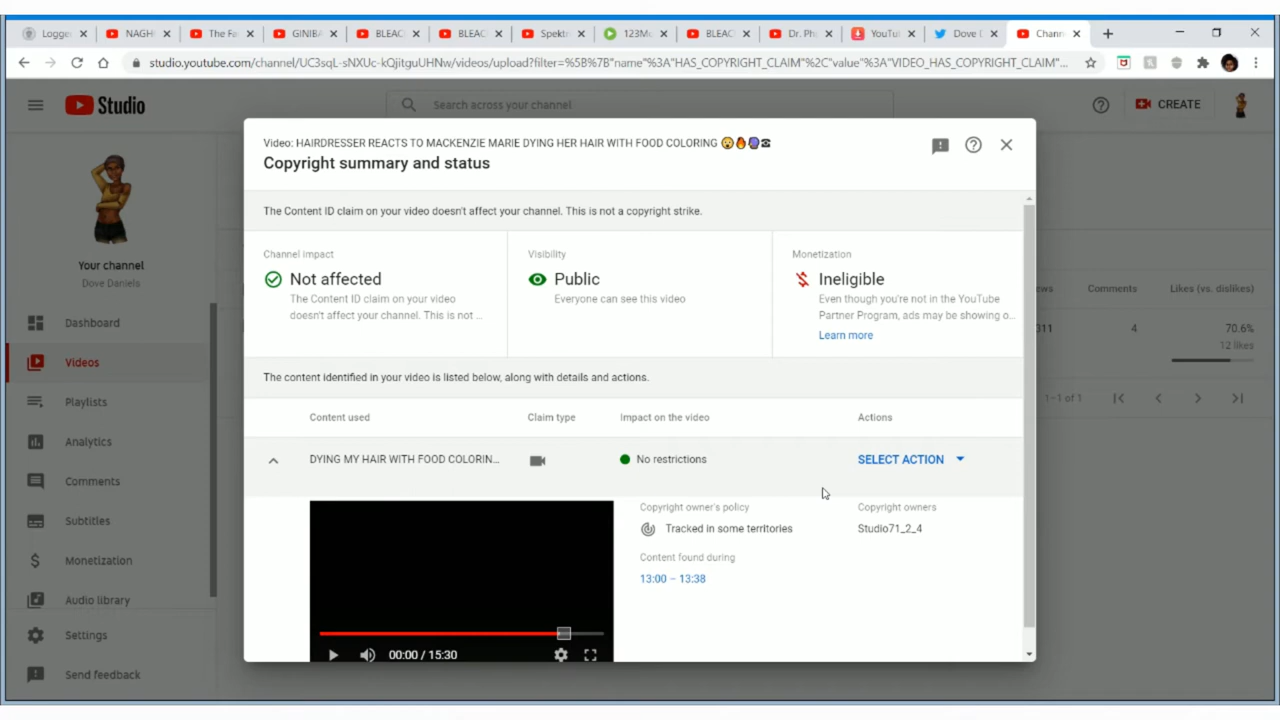 Logge
NAGH
The Fa
GINIBA
BLEAC
BLEAC
Spekt
123M
BLEAC
Dr. Ph
YouTu
Dove D
Chann
studio.youtube.com/channel/UC3sqL-sNXUc-kQjitguUHNw/videos/upload?filter=%5B%7B"name"%3A"HAS_COPYRIGHT_CLAIM"%2C"value"%3A"VIDEO_HAS_COPYRIGHT_CLAIM"...
Studio
Search across your channel
CREATE
Your channel
Dove Daniels
Dashboard
Videos
Playlists
Analytics
Comments
Subtitles
Monetization
Audio library
Settings
Send feedback
Video: HAIRDRESSER REACTS TO MACKENZIE MARIE DYING HER HAIR WITH FOOD COLORING 😮🔥🔮☎
Copyright summary and status
The Content ID claim on your video doesn't affect your channel. This is not a copyright strike.
Channel impact
Not affected
The Content ID claim on your video
doesn't affect your channel. This is not ...
Visibility
Public
Everyone can see this video
Monetization
Ineligible
Even though you're not in the YouTube
Partner Program, ads may be showing o...
Learn more
The content identified in your video is listed below, along with details and actions.
Content used
Claim type
Impact on the video
Actions
DYING MY HAIR WITH FOOD COLORIN...
No restrictions
SELECT ACTION
Copyright owner's policy
Tracked in some territories
Copyright owners
Studio71_2_4
Content found during
13:00 – 13:38
00:00 / 15:30
ews
Comments
Likes (vs. dislikes)
311
4
70.6%
12 likes
1–1 of 1